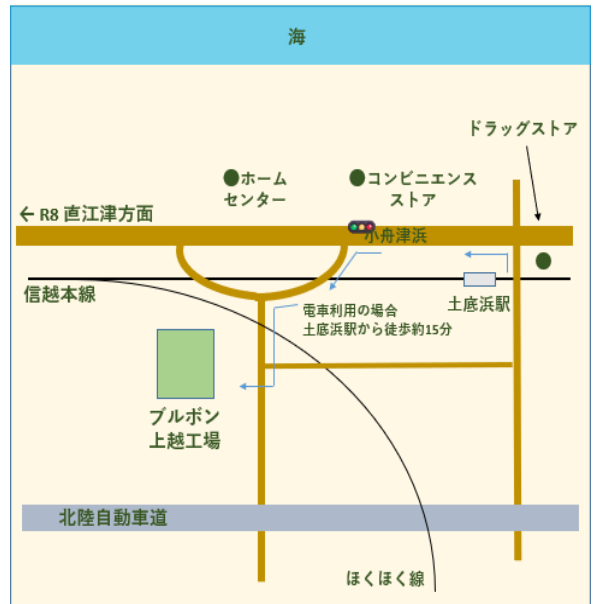 海
ドラッグストア
●ホーム
センター
●コンビニエンス
ストア
← R8 直江津方面
小舟津浜
信越本線
土底浜駅
電車利用の場合
土底浜駅から徒歩約15分
ブルボン
上越工場
北陸自動車道
ほくほく線